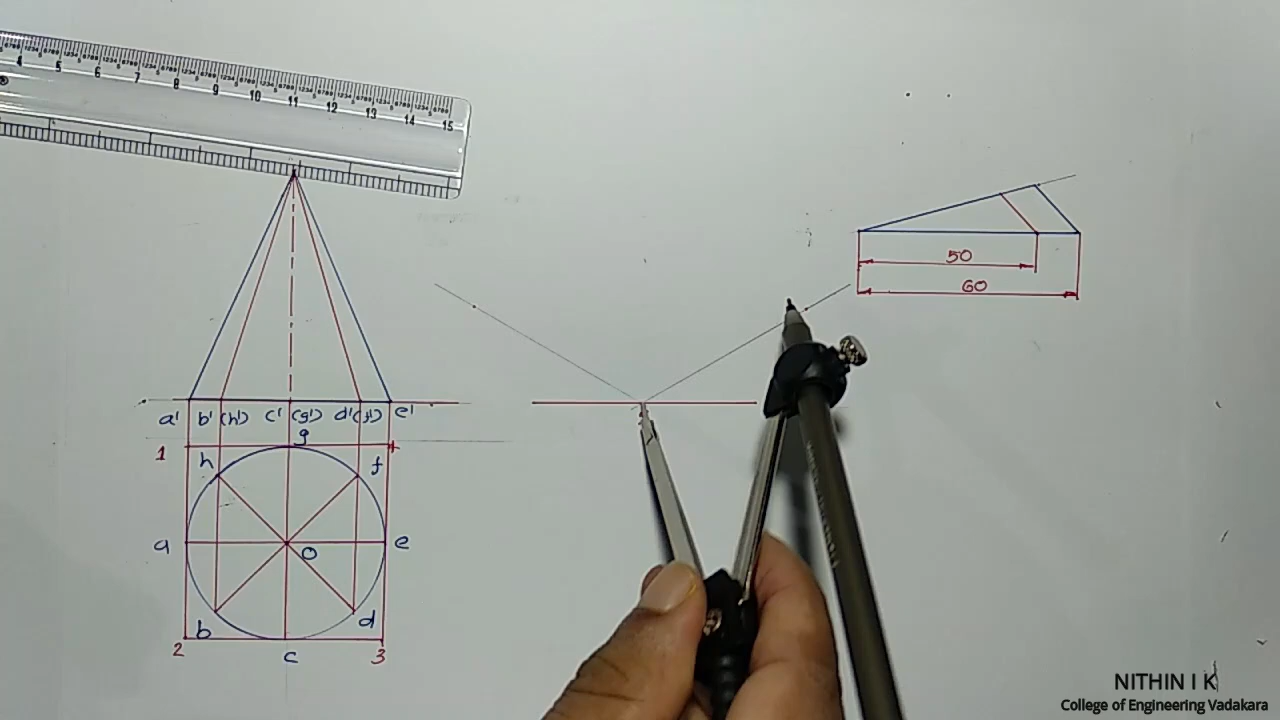 4 5 6 7 8 9 10 11 12 13 14 15
50
60
a' b' (h') c' (g') d' (f') e'
g
1 4
h f
a O e
b d
2 c 3
NITHIN I K
College of Engineering Vadakara